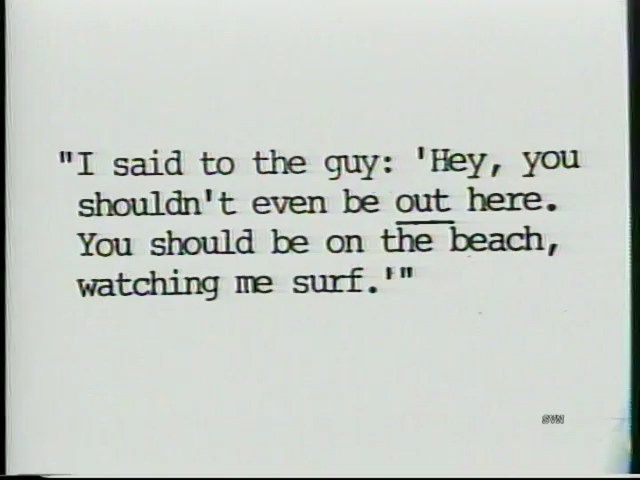 "I said to the guy: 'Hey, you
shouldn't even be out here.
You should be on the beach,
watching me surf.'"
SVM